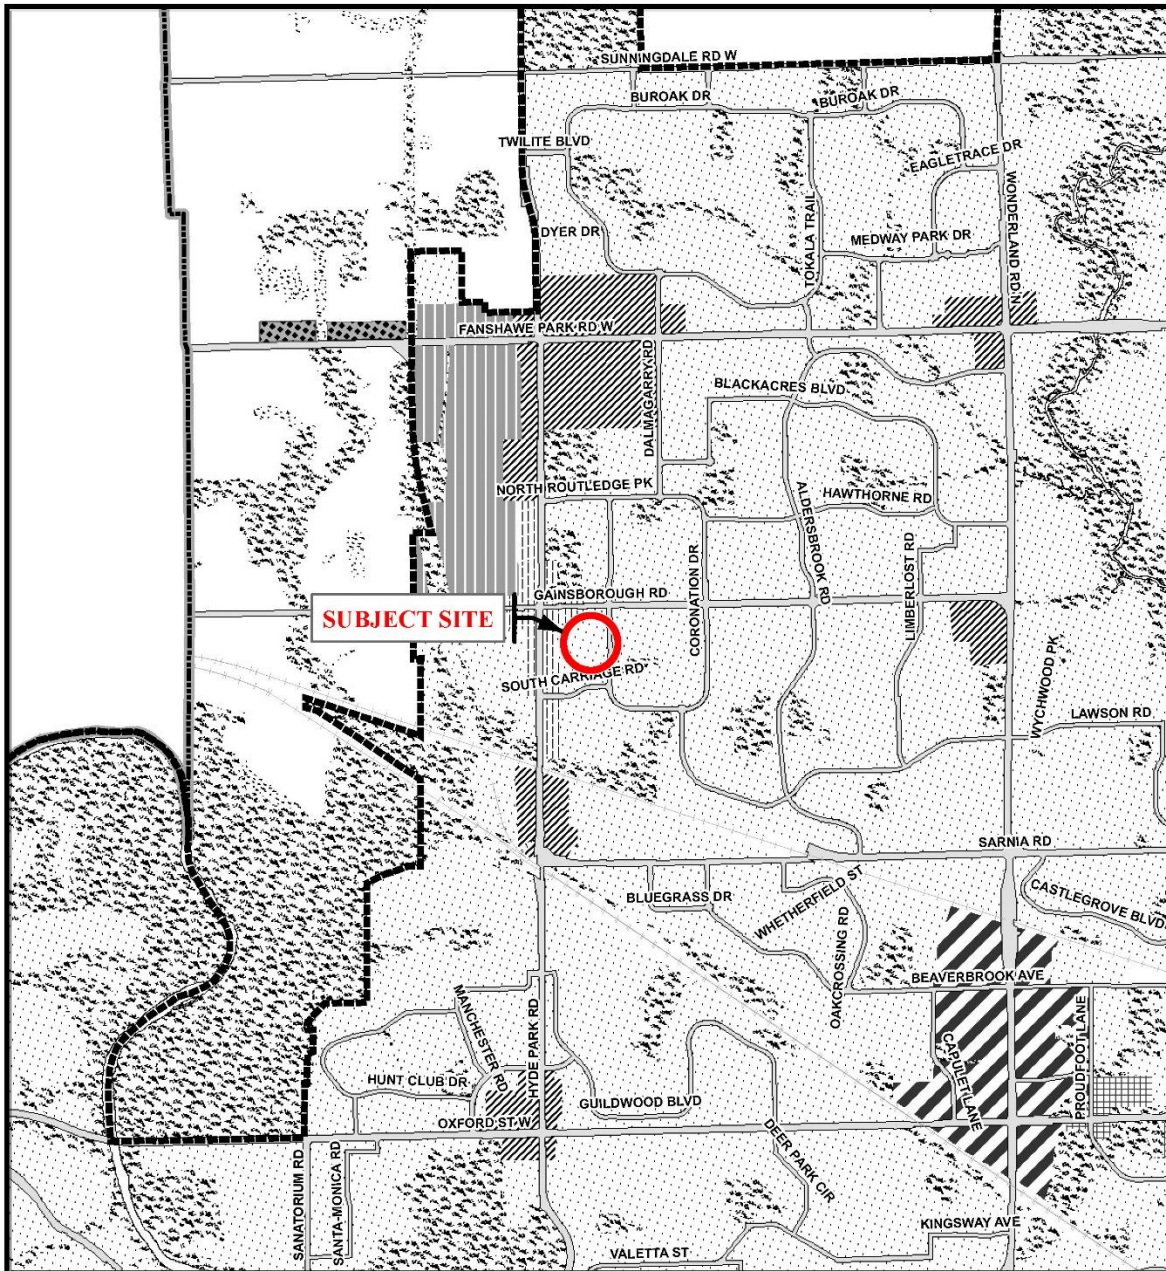 SUNNINGDALE RD W
BUROAK DR
BUROAK DR
TWILITE BLVD
EAGLETRACE DR
WONDERLAND RD N
TOKALA TRAIL
DYER DR
MEDWAY PARK DR
FANSHAWE PARK RD W
DALMAGARRY RD
BLACKACRES BLVD
NORTH ROUTLEDGE PK
HAWTHORNE RD
ALDERSBROOK RD
CORONATION DR
LIMBERLOST RD
GAINSBOROUGH RD
SUBJECT SITE
SOUTH CARRIAGE RD
WYCHWOOD PK
LAWSON RD
SARNIA RD
BLUEGRASS DR
WHETHERFIELD ST
CASTLEGROVE BLVD
OAKCROSSING RD
BEAVERBROOK AVE
MANCHESTER RD
HYDE PARK RD
CAPULET LANE
PROUDFOOT LANE
HUNT CLUB DR
GUILDWOOD BLVD
OXFORD ST W
DEER PARK CIR
SANATORIUM RD
SANTA-MONICA RD
KINGSWAY AVE
VALETTA ST